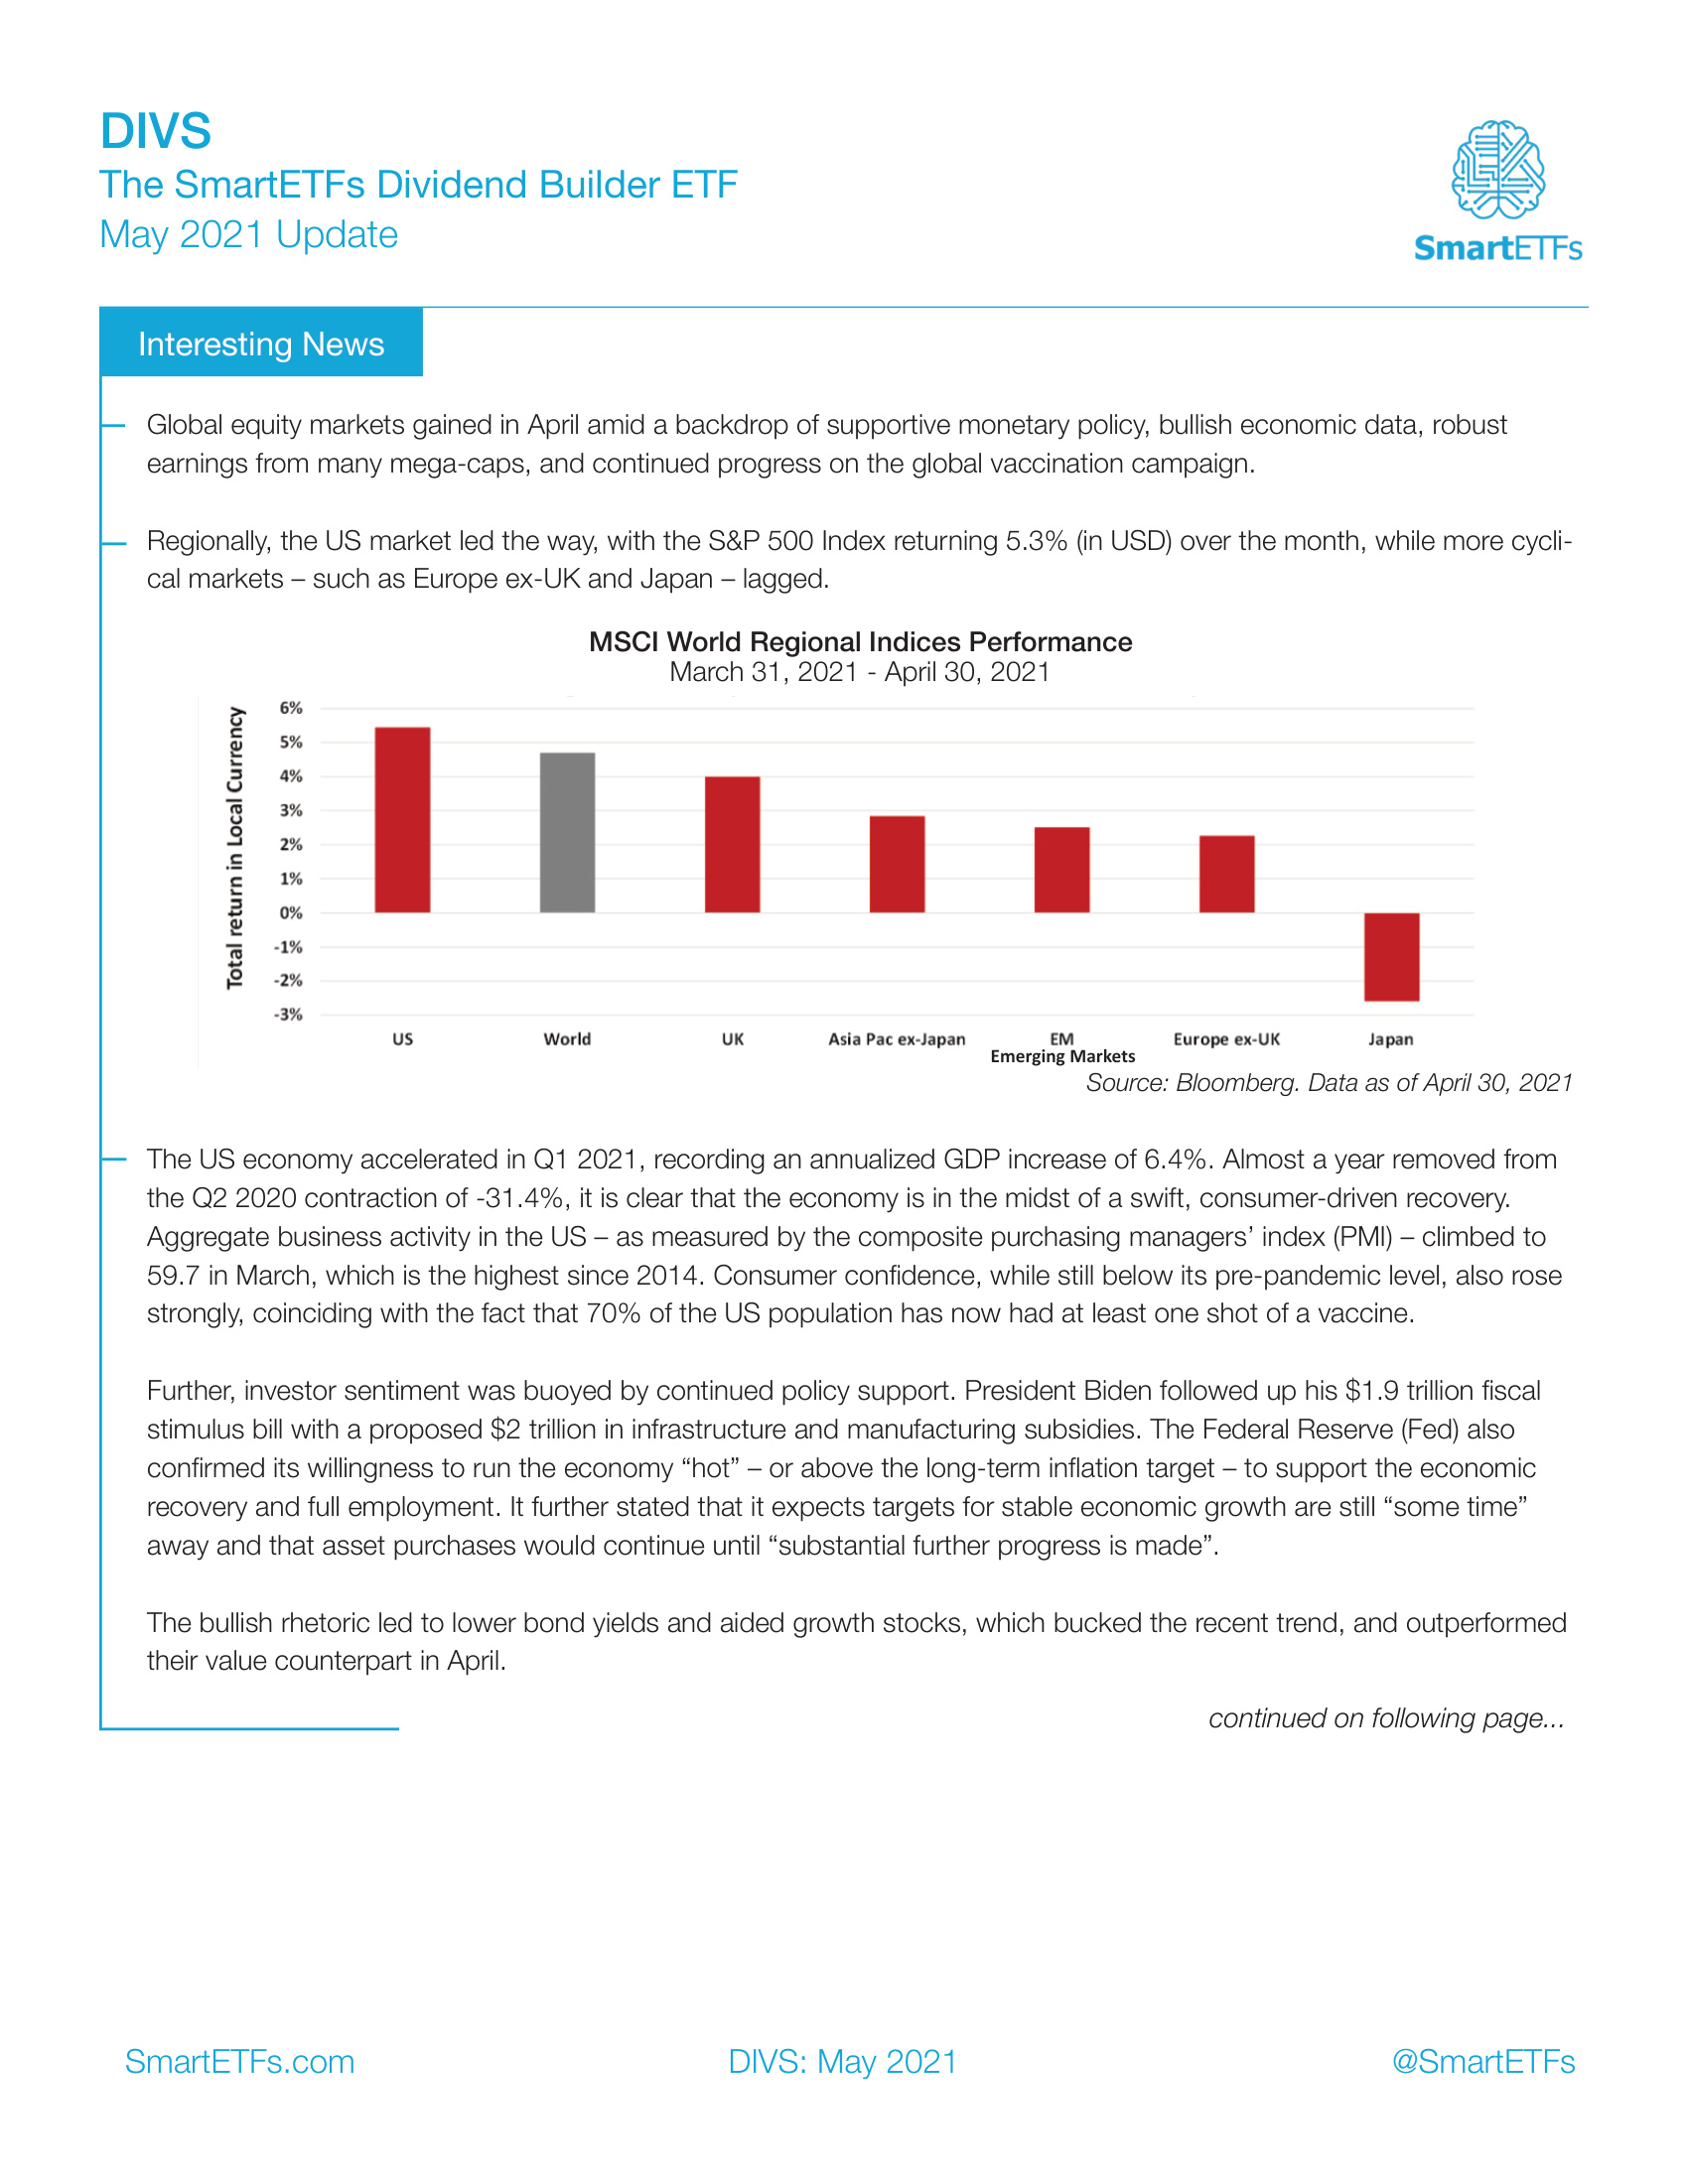 DIVS
The SmartETFs Dividend Builder ETF
May 2021 Update
SmartETFs
Interesting News
Global equity markets gained in April amid a backdrop of supportive monetary policy, bullish economic data, robust
earnings from many mega-caps, and continued progress on the global vaccination campaign.
Regionally, the US market led the way, with the S&P 500 Index returning 5.3% (in USD) over the month, while more cycli-
cal markets – such as Europe ex-UK and Japan – lagged.
MSCI World Regional Indices Performance
March 31, 2021 - April 30, 2021
Total return in Local Currency
6%
5%
4%
3%
2%
1%
0%
-1%
-2%
-3%
US World UK Asia Pac ex-Japan EM Europe ex-UK Japan
Emerging Markets
Source: Bloomberg. Data as of April 30, 2021
The US economy accelerated in Q1 2021, recording an annualized GDP increase of 6.4%. Almost a year removed from
the Q2 2020 contraction of -31.4%, it is clear that the economy is in the midst of a swift, consumer-driven recovery.
Aggregate business activity in the US – as measured by the composite purchasing managers’ index (PMI) – climbed to
59.7 in March, which is the highest since 2014. Consumer confidence, while still below its pre-pandemic level, also rose
strongly, coinciding with the fact that 70% of the US population has now had at least one shot of a vaccine.
Further, investor sentiment was buoyed by continued policy support. President Biden followed up his $1.9 trillion fiscal
stimulus bill with a proposed $2 trillion in infrastructure and manufacturing subsidies. The Federal Reserve (Fed) also
confirmed its willingness to run the economy “hot” – or above the long-term inflation target – to support the economic
recovery and full employment. It further stated that it expects targets for stable economic growth are still “some time”
away and that asset purchases would continue until “substantial further progress is made”.
The bullish rhetoric led to lower bond yields and aided growth stocks, which bucked the recent trend, and outperformed
their value counterpart in April.
continued on following page...
SmartETFs.com
DIVS: May 2021
@SmartETFs